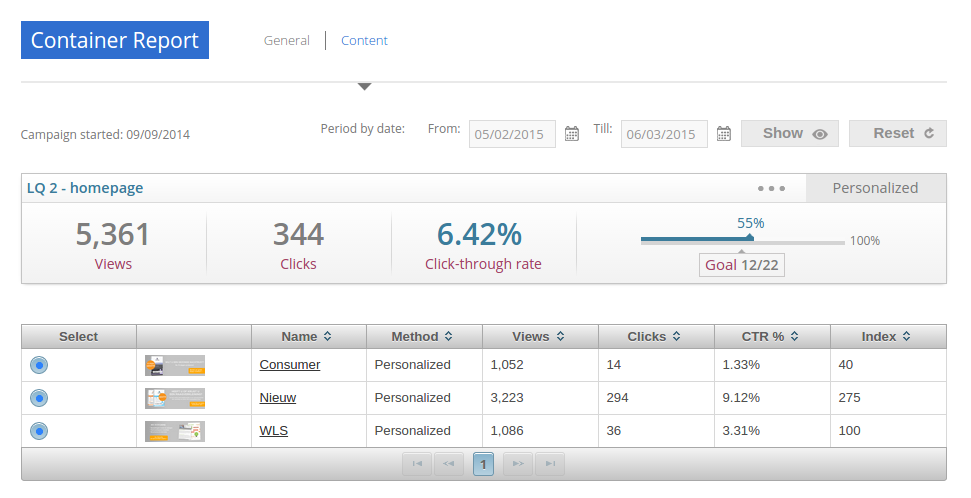 Container Report
General | Content
Campaign started: 09/09/2014
Period by date: From: 05/02/2015 Till: 06/03/2015 Show Reset
LQ 2 - homepage ••• Personalized
5,361 344 6.42% 55% 100%
Views Clicks Click-through rate Goal 12/22
Select Name Method Views Clicks CTR % Index
Consumer Personalized 1,052 14 1.33% 40
Nieuw Personalized 3,223 294 9.12% 275
WLS Personalized 1,086 36 3.31% 100
1